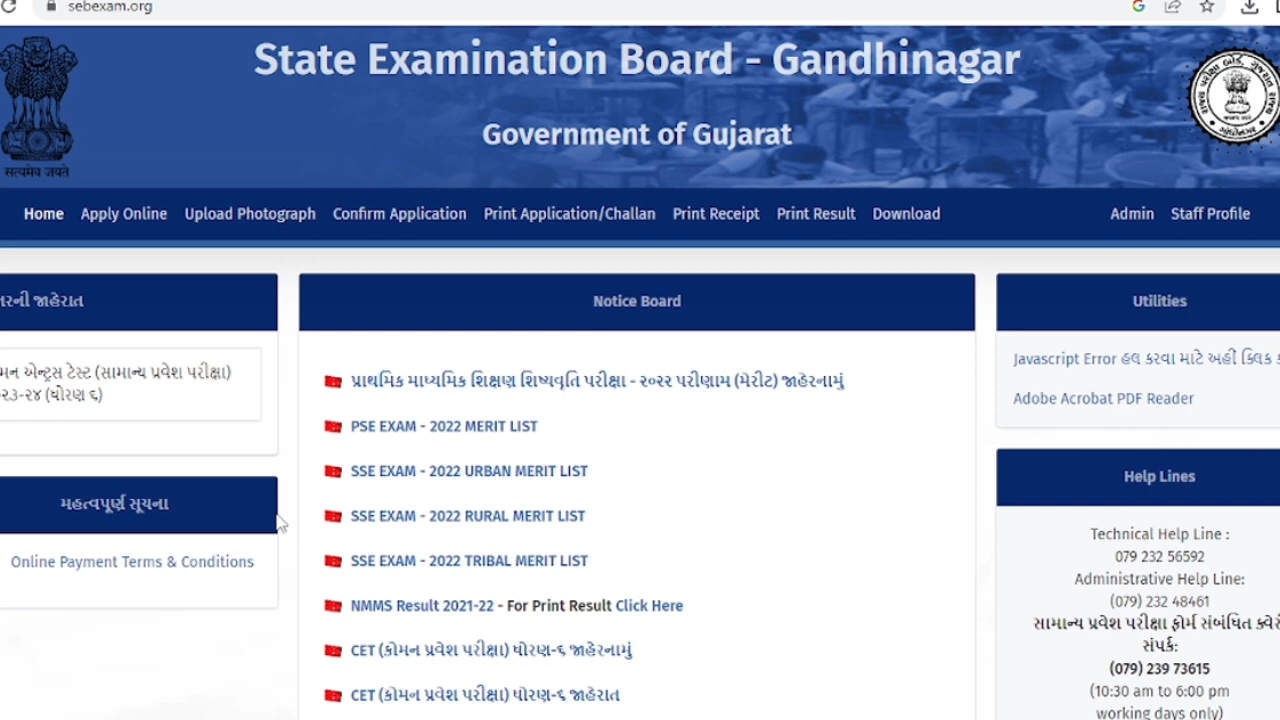 sebexam.org
State Examination Board - Gandhinagar
Government of Gujarat
सत्यमेव जयते
Home Apply Online Upload Photograph Confirm Application Print Application/Challan Print Receipt Print Result Download Admin Staff Profile
જાહેરાત
એન્ટ્રસ ટેસ્ટ (સામાન્ય પ્રવેશ પરીક્ષા)
(ધોરણ ૬)
મહત્વપૂર્ણ સૂચના
Online Payment Terms & Conditions
Notice Board
પ્રાથમિક માધ્યમિક શિક્ષણ શિષ્યવૃતિ પરીક્ષા - ૨૦૨૨ પરીણામ (મેરીટ) જાહેરનામું
PSE EXAM - 2022 MERIT LIST
SSE EXAM - 2022 URBAN MERIT LIST
SSE EXAM - 2022 RURAL MERIT LIST
SSE EXAM - 2022 TRIBAL MERIT LIST
NMMS Result 2021-22 - For Print Result Click Here
CET (કોમન પ્રવેશ પરીક્ષા) ધોરણ-૬ જાહેરનામું
CET (કોમન પ્રવેશ પરીક્ષા) ધોરણ-૬ જાહેરાત
Utilities
Javascript Error હલ કરવા માટે અહીં ક્લિક
Adobe Acrobat PDF Reader
Help Lines
Technical Help Line :
079 232 56592
Administrative Help Line:
(079) 232 48461
સામાન્ય પ્રવેશ પરીક્ષા ફોર્મ સંબંધિત
સંપર્ક:
(079) 239 73615
(10:30 am to 6:00 pm
working days only)